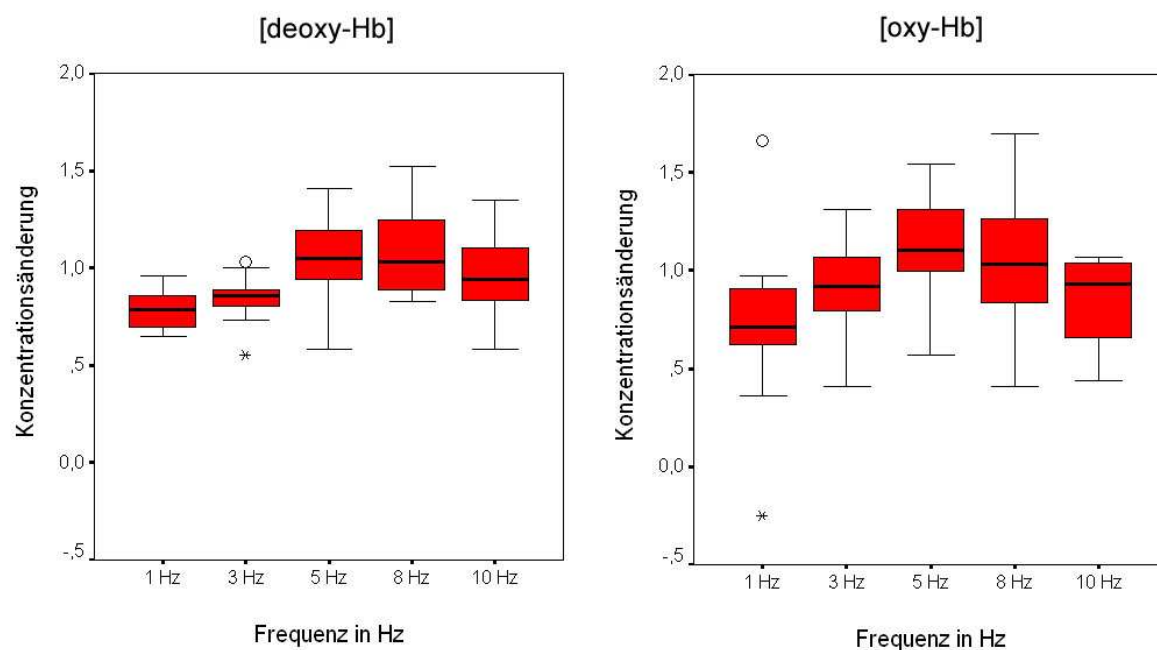 [deoxy-Hb]
2,0
1,5
1,0
,5
0,0
-,5
Konzentrationsänderung
1 Hz 3 Hz 5 Hz 8 Hz 10 Hz
Frequenz in Hz
[oxy-Hb]
2,0
1,5
1,0
,5
0,0
-,5
Konzentrationsänderung
1 Hz 3 Hz 5 Hz 8 Hz 10 Hz
Frequenz in Hz